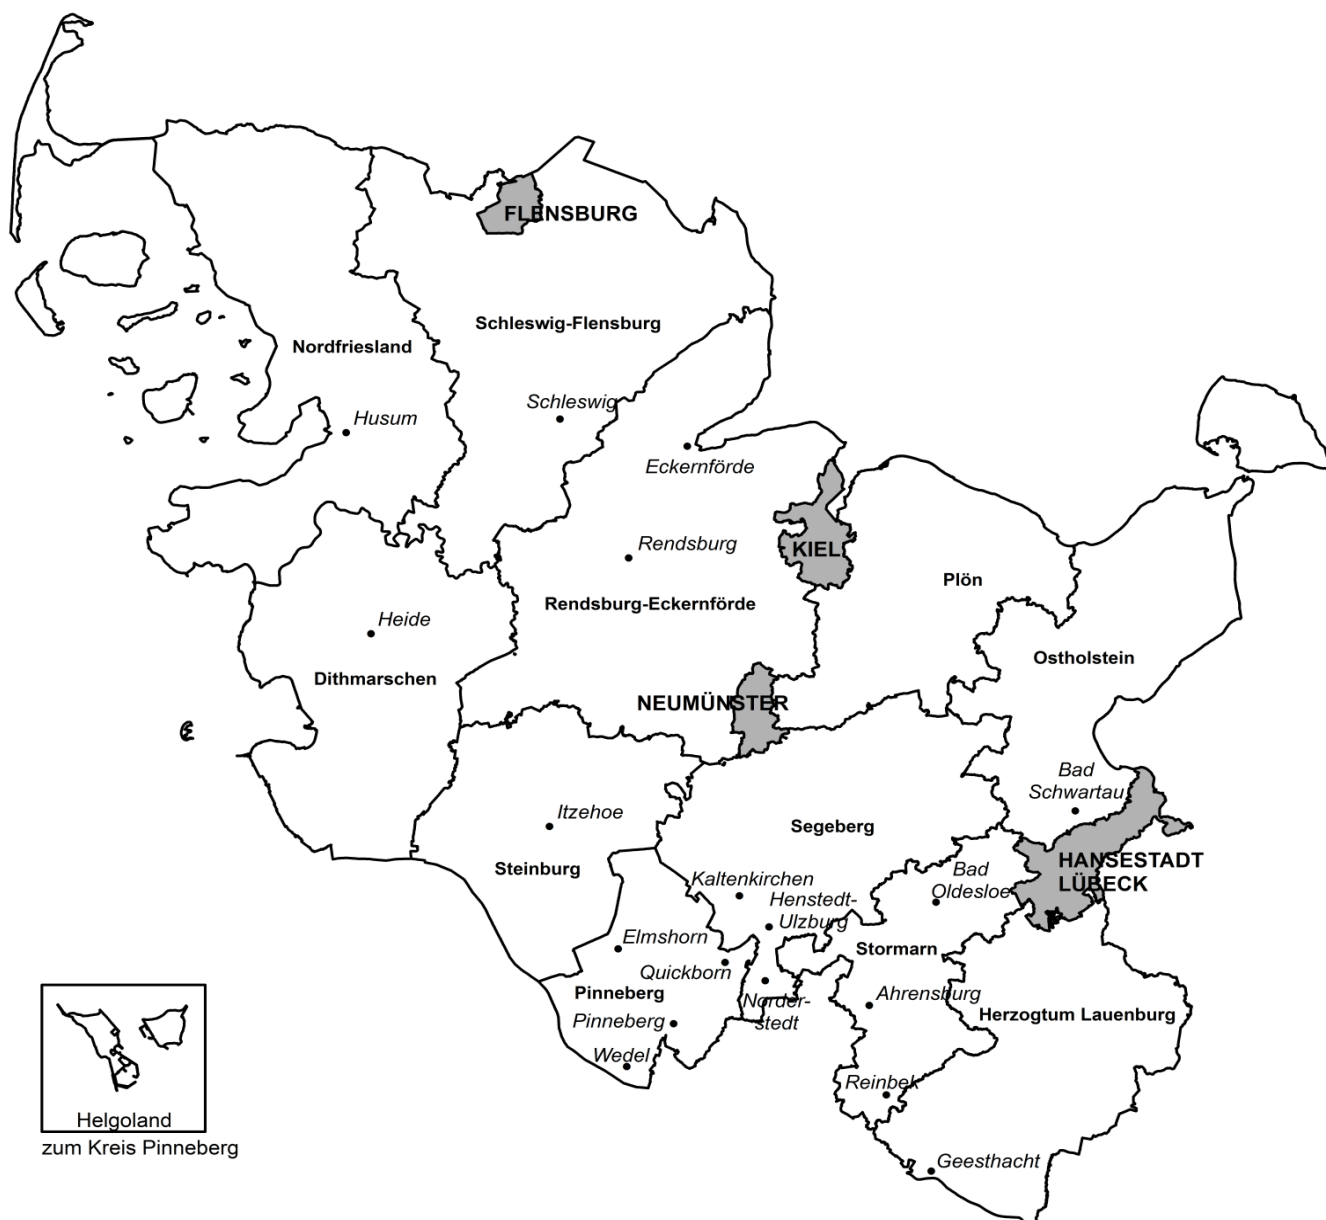 FLENSBURG
Schleswig-Flensburg
Nordfriesland
Schleswig
Husum
Eckernförde
Rendsburg
KIEL
Plön
Rendsburg-Eckernförde
Heide
Ostholstein
Dithmarschen
NEUMÜNSTER
Bad
Schwartau
Itzehoe
Segeberg
HANSESTADT
LÜBECK
Steinburg
Bad
Oldesloe
Kaltenkirchen
Henstedt-
Ulzburg
Elmshorn
Stormarn
Quickborn
Pinneberg
Norder-
stedt
Ahrensburg
Herzogtum Lauenburg
Pinneberg
Wedel
Reinbek
Helgoland
zum Kreis Pinneberg
Geesthacht